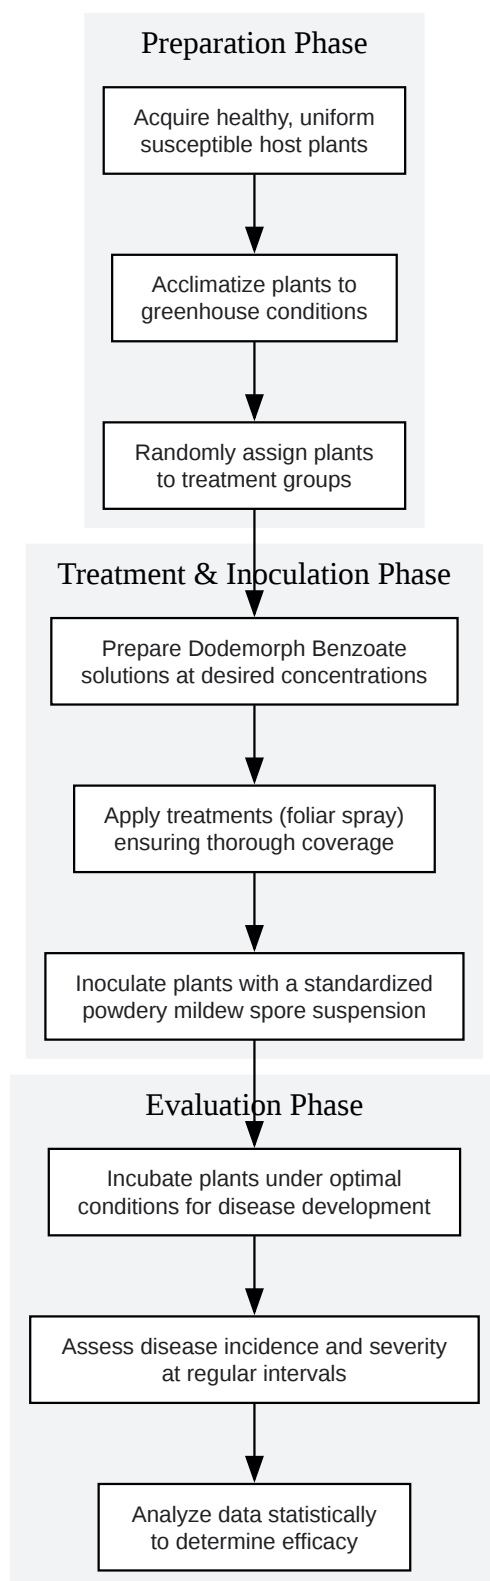 Preparation Phase
Acquire healthy, uniform
susceptible host plants
Acclimatize plants to
greenhouse conditions
Randomly assign plants
to treatment groups
Treatment & Inoculation Phase
Prepare Dodemorph Benzoate
solutions at desired concentrations
Apply treatments (foliar spray)
ensuring thorough coverage
Inoculate plants with a standardized
powdery mildew spore suspension
Evaluation Phase
Incubate plants under optimal
conditions for disease development
Assess disease incidence and severity
at regular intervals
Analyze data statistically
to determine efficacy